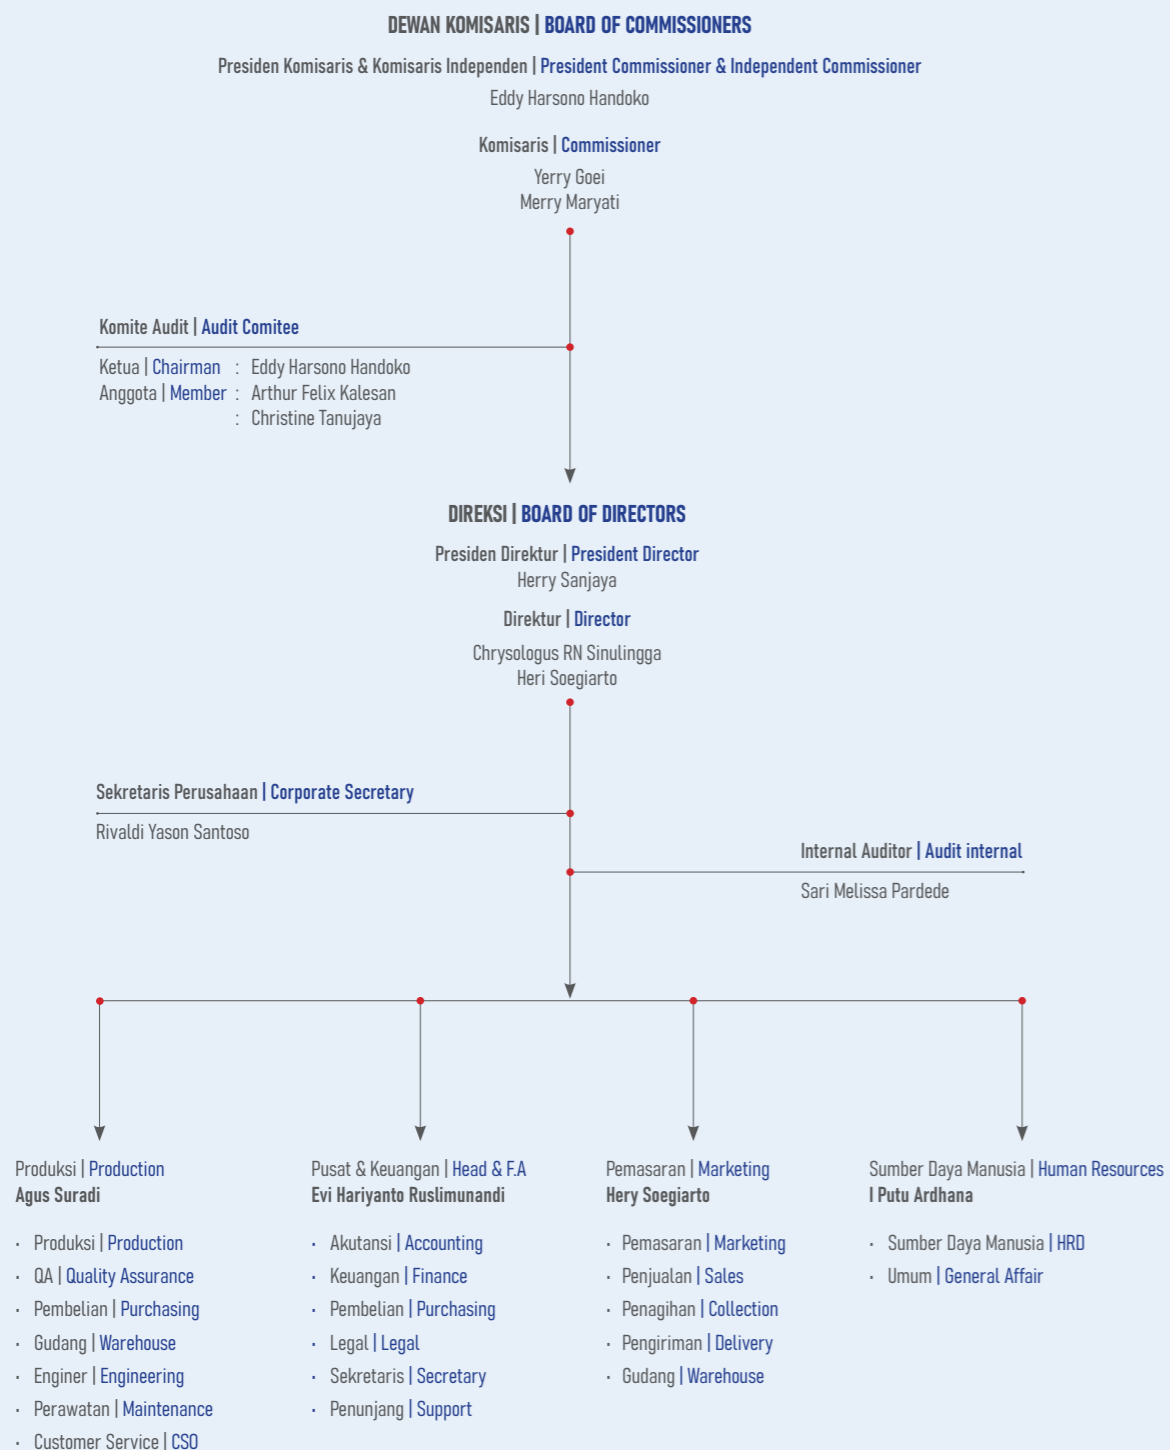 DEWAN KOMISARIS | BOARD OF COMMISSIONERS
Presiden Komisaris & Komisaris Independen | President Commissioner & Independent Commissioner
Eddy Harsono Handoko
Komisaris | Commissioner
Yerry Goei
Merry Maryati
Komite Audit | Audit Comitee
Ketua | Chairman : Eddy Harsono Handoko
Anggota | Member : Arthur Felix Kalesan
: Christine Tanujaya
DIREKSI | BOARD OF DIRECTORS
Presiden Direktur | President Director
Herry Sanjaya
Direktur | Director
Chrysologus RN Sinulingga
Heri Soegiarto
Sekretaris Perusahaan | Corporate Secretary
Rivaldi Yason Santoso
Internal Auditor | Audit internal
Sari Melissa Pardede
Produksi | Production
Agus Suradi
· Produksi | Production
· QA | Quality Assurance
· Pembelian | Purchasing
· Gudang | Warehouse
· Enginer | Engineering
· Perawatan | Maintenance
· Customer Service | CSO
Pusat & Keuangan | Head & F.A
Evi Hariyanto Ruslimunandi
· Akutansi | Accounting
· Keuangan | Finance
· Pembelian | Purchasing
· Legal | Legal
· Sekretaris | Secretary
· Penunjang | Support
Pemasaran | Marketing
Hery Soegiarto
· Pemasaran | Marketing
· Penjualan | Sales
· Penagihan | Collection
· Pengiriman | Delivery
· Gudang | Warehouse
Sumber Daya Manusia | Human Resources
I Putu Ardhana
· Sumber Daya Manusia | HRD
· Umum | General Affair